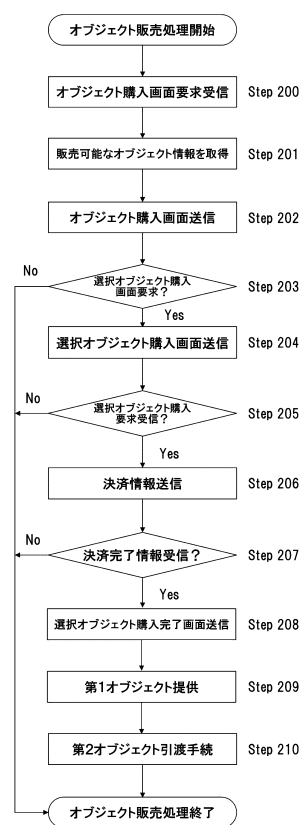 オブジェクト販売処理開始
オブジェクト購入画面要求受信 Step 200
販売可能なオブジェクト情報を取得 Step 201
オブジェクト購入画面送信 Step 202
No
選択オブジェクト購入
画面要求？ Step 203
Yes
選択オブジェクト購入画面送信 Step 204
No
選択オブジェクト購入
要求受信？ Step 205
Yes
決済情報送信 Step 206
No
決済完了情報受信？ Step 207
Yes
選択オブジェクト購入完了画面送信 Step 208
第1オブジェクト提供 Step 209
第2オブジェクト引渡手続 Step 210
オブジェクト販売処理終了